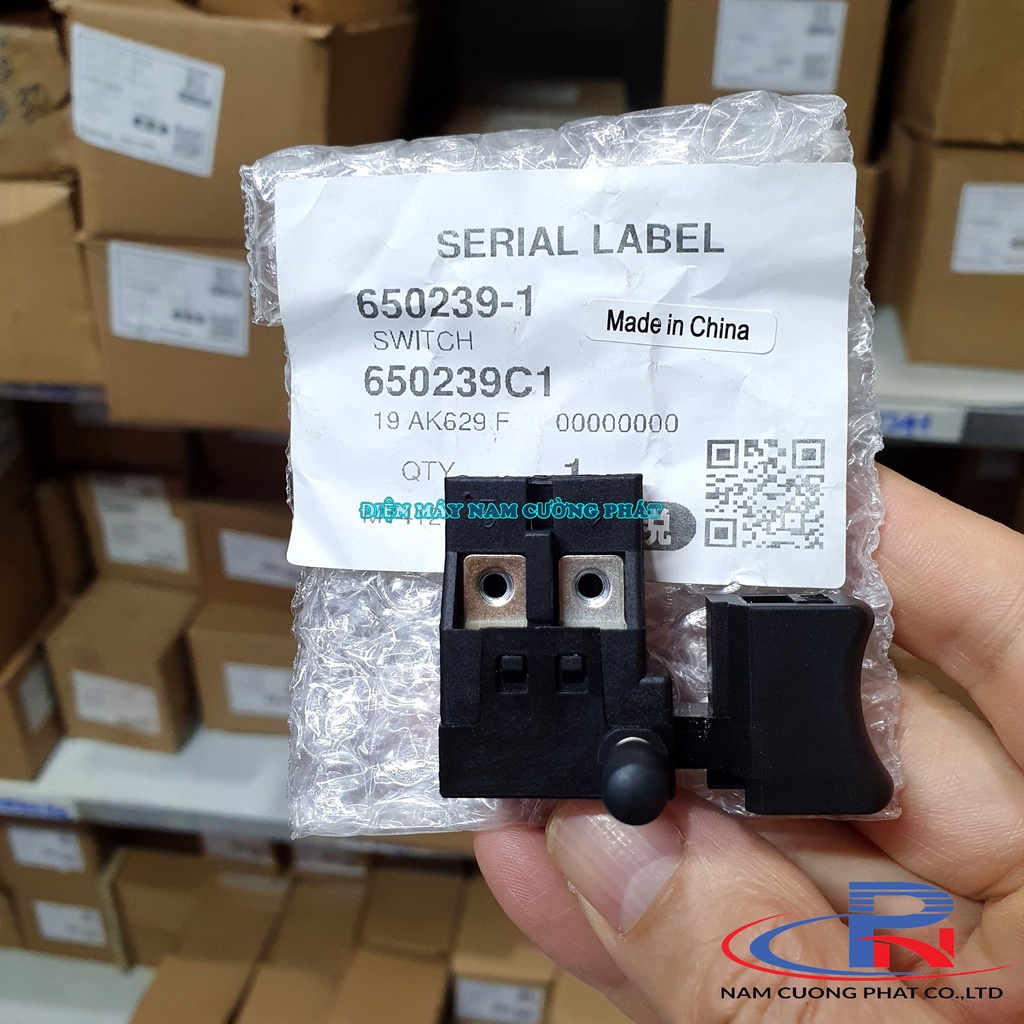 SERIAL LABEL
650239-1
Made in China
SWITCH
650239C1
19 AK629 F 00000000
QTY 1
ĐIỆN MÁY NAM CƯỜNG PHÁT
NAM CUONG PHAT CO.,LTD